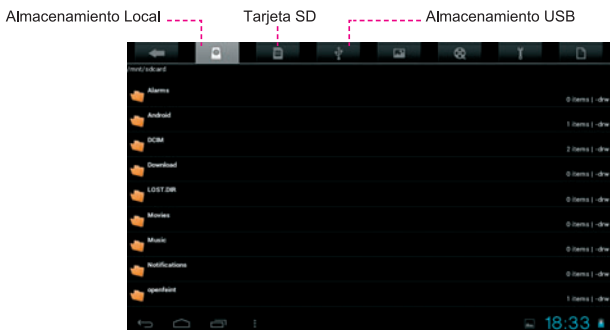 Almacenamiento Local Tarjeta SD Almacenamiento USB
/mnt/sdcard
Alarms
0 items | -drw
Android
1 items | -drw
DCIM
2 items | -drw
Download
0 items | -drw
LOST.DIR
0 items | -drw
Movies
0 items | -drw
Music
0 items | -drw
Notifications
0 items | -drw
openfeint
1 items | -drw
18:33